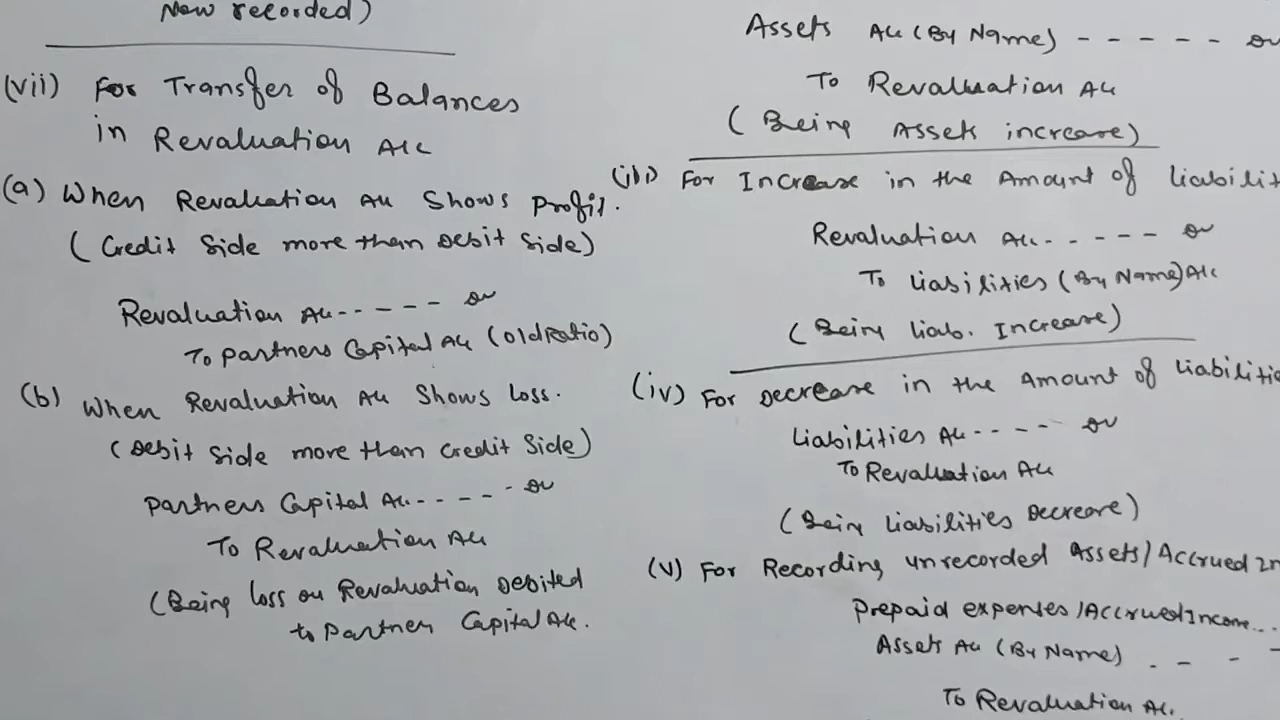 Now recorded)
(vii) For Transfer of Balances
in Revaluation A/c
(a) When Revaluation A/c Shows Profit.
(Credit Side more than Debit Side)
Revaluation A/c - - - - - Dr
To Partners Capital A/c (Old Ratio)
(b) When Revaluation A/c Shows Loss.
(Debit Side more than Credit Side)
Partners Capital A/c - - - - - Dr
To Revaluation A/c
(Being loss on Revaluation Debited
to Partner Capital A/c.
Assets A/c (By Name) - - - - - Dr
To Revaluation A/c
(Being Assets increase)
(iii) For Increase in the Amount of Liabilit
Revaluation A/c - - - - - Dr
To Liabilities (By Name) A/c
(Being liab. Increase)
(iv) For Decrease in the Amount of Liabilitie
Liabilities A/c - - - - Dr
To Revaluation A/c
(Being Liabilities Decrease)
(v) For Recording unrecorded Assets/Accrued In
Prepaid expenses/Accrued Income...
Assets A/c (By Name) - - - -
To Revaluation A/c.